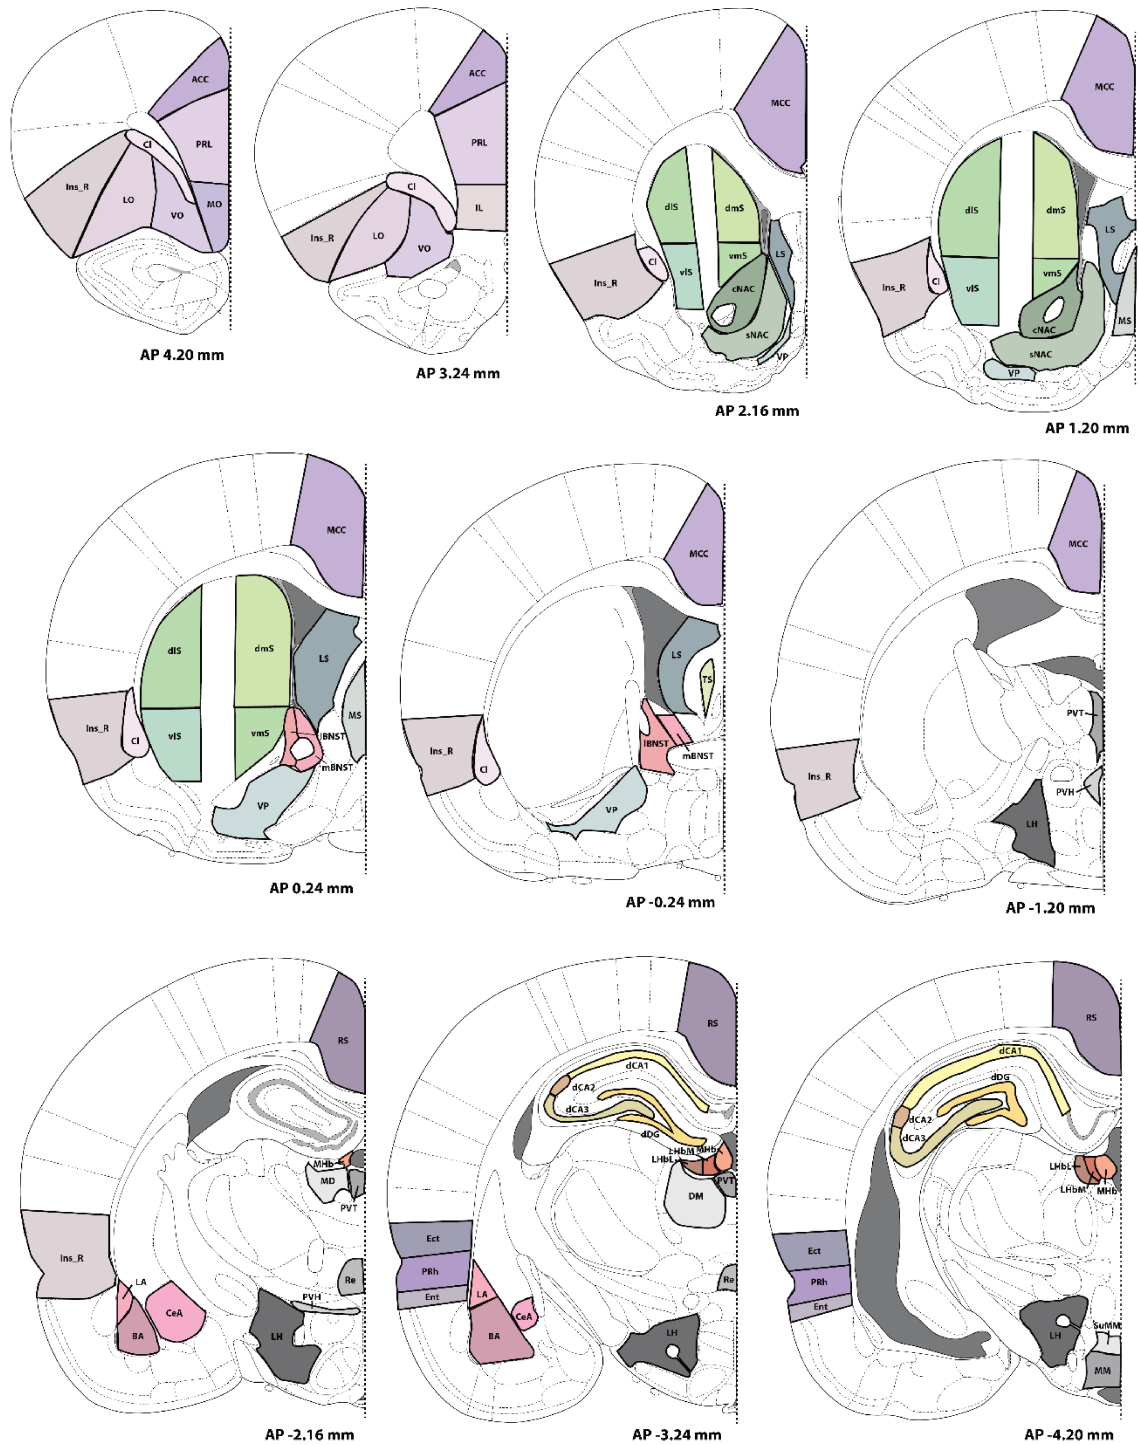 ACC
Cl
PRL
Ins_R
LO
VO
MO
AP 4.20 mm
ACC
PRL
Cl
IL
Ins_R
LO
VO
AP 3.24 mm
MCC
dlS
dmS
LS
vmS
Cl
vlS
Ins_R
cNAC
sNAC
VP
AP 2.16 mm
MCC
dlS
dmS
LS
vmS
Cl
Ins_R
vlS
MS
cNAC
sNAC
VP
AP 1.20 mm
MCC
dlS
dmS
LS
MS
Ins_R
Cl
vlS
vmS
lBNST
mBNST
VP
AP 0.24 mm
MCC
LS
TS
Ins_R
Cl
lBNST
mBNST
VP
AP -0.24 mm
MCC
PVT
Ins_R
PVH
LH
AP -1.20 mm
RS
MHb
MD
PVT
Ins_R
LA
Re
PVH
CeA
BA
LH
AP -2.16 mm
RS
dCA1
dCA2
dCA3
dDG
LHbM
MHb
LHbL
PVT
DM
Ect
PRh
Re
Ent
LA
CeA
BA
LH
AP -3.24 mm
RS
dCA1
dDG
dCA2
dCA3
LHbL
LHbM
MHb
Ect
PRh
Ent
SuMM
LH
MM
AP -4.20 mm